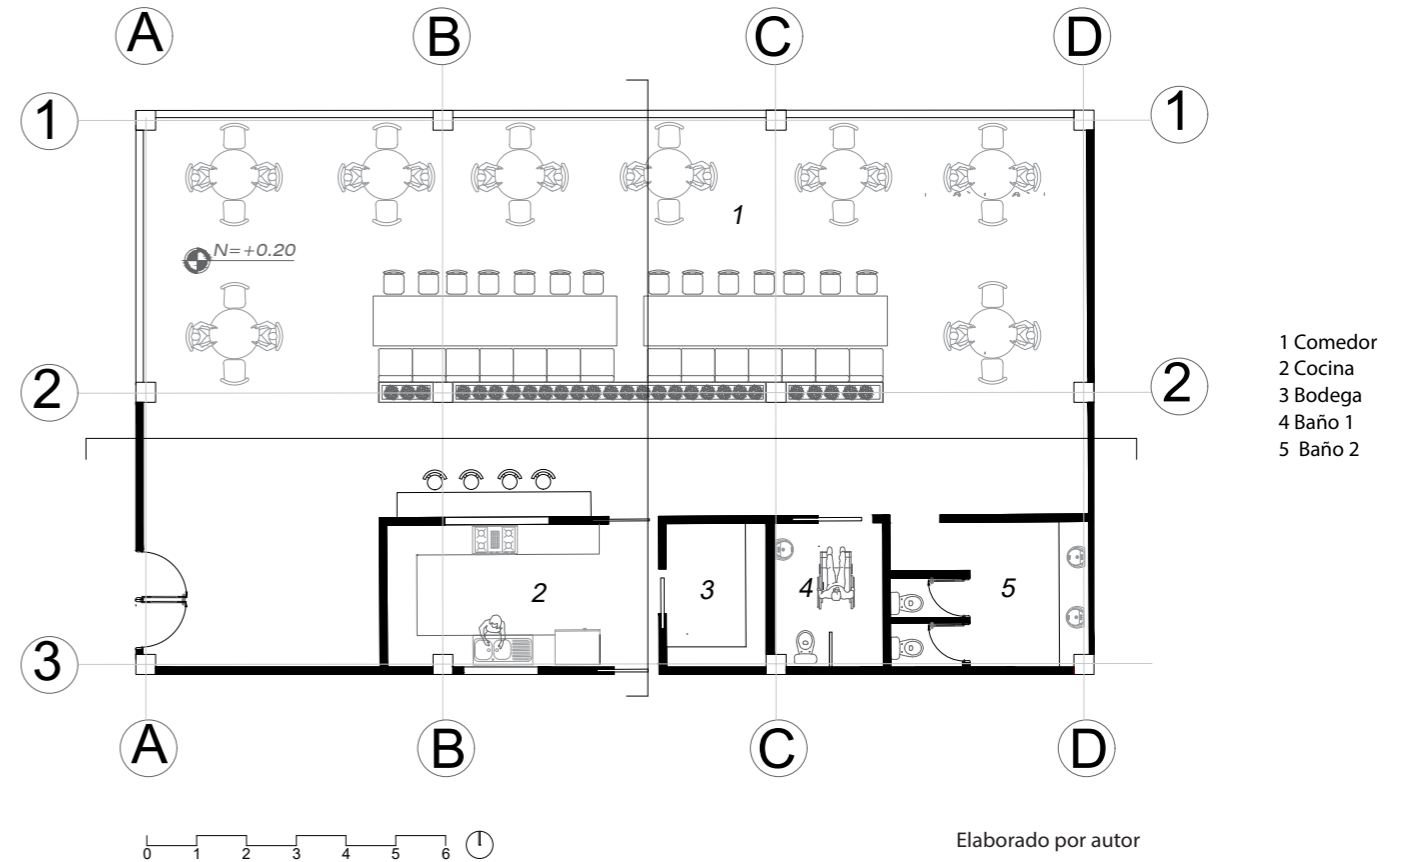 A B C D
1 1
1
N=+0.20
2 2
1 Comedor
2 Cocina
3 Bodega
4 Baño 1
5 Baño 2
2 3 4 5
3
A B C D
0 1 2 3 4 5 6
Elaborado por autor